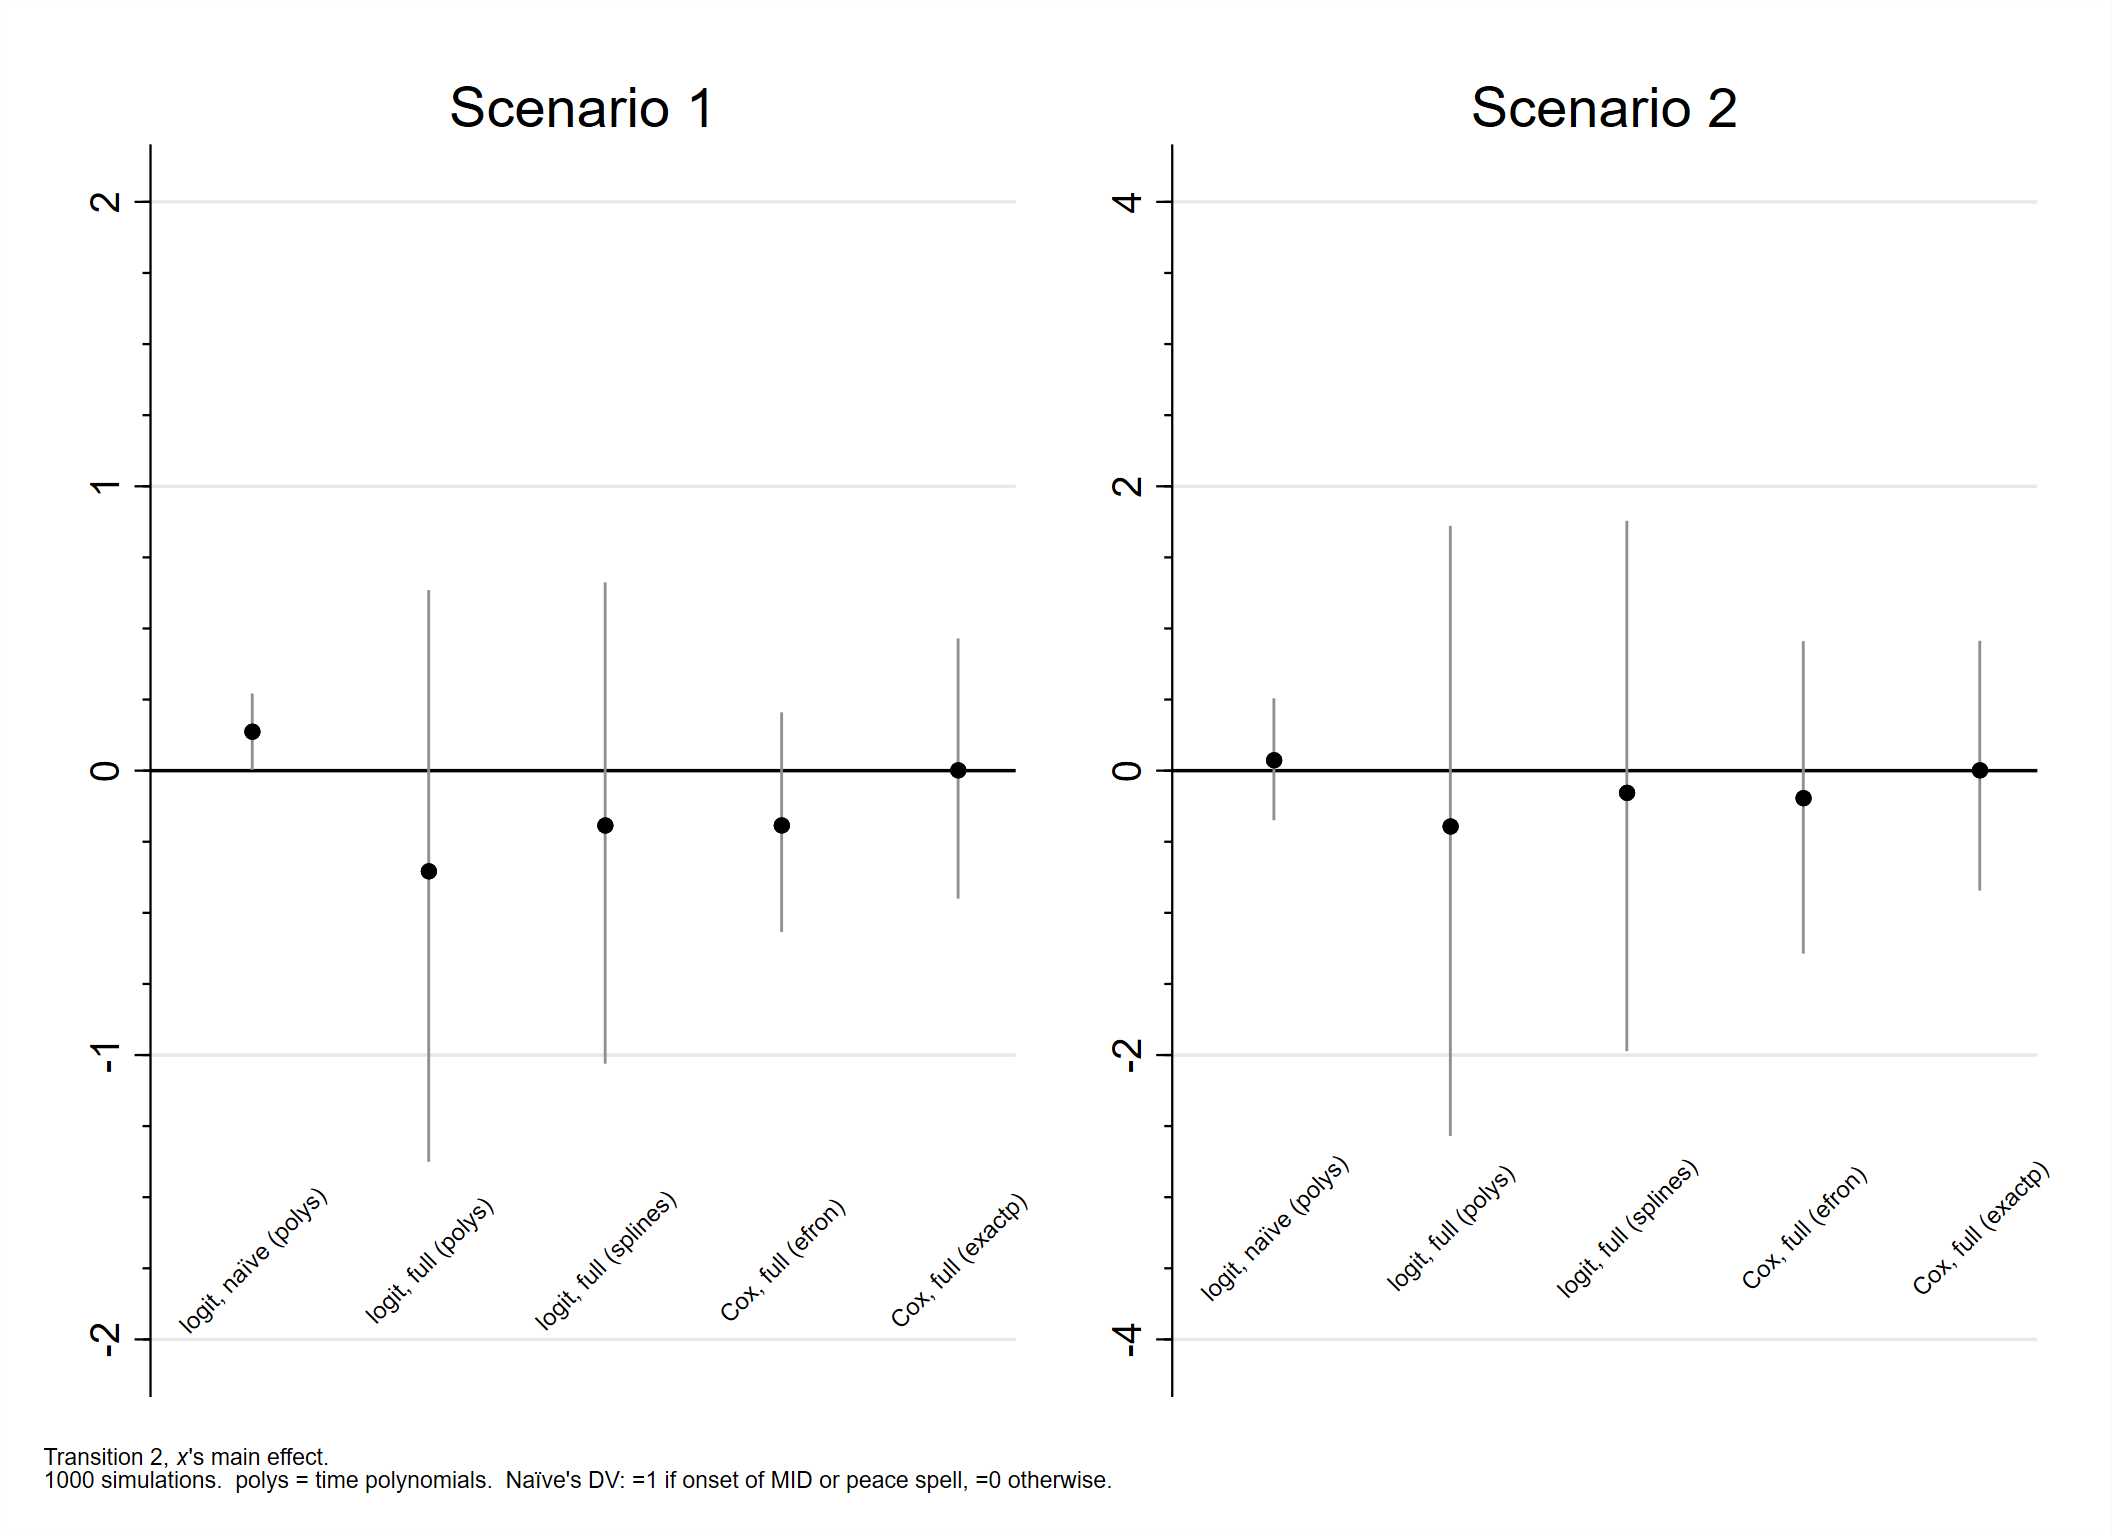 Scenario 1
2
1
0
-1
-2
logit, naïve (polys)
logit, full (polys)
logit, full (splines)
Cox, full (efron)
Cox, full (exactp)
Scenario 2
4
2
0
-2
-4
logit, naïve (polys)
logit, full (polys)
logit, full (splines)
Cox, full (efron)
Cox, full (exactp)
Transition 2, x's main effect.
1000 simulations.  polys = time polynomials.  Naïve's DV: =1 if onset of MID or peace spell, =0 otherwise.